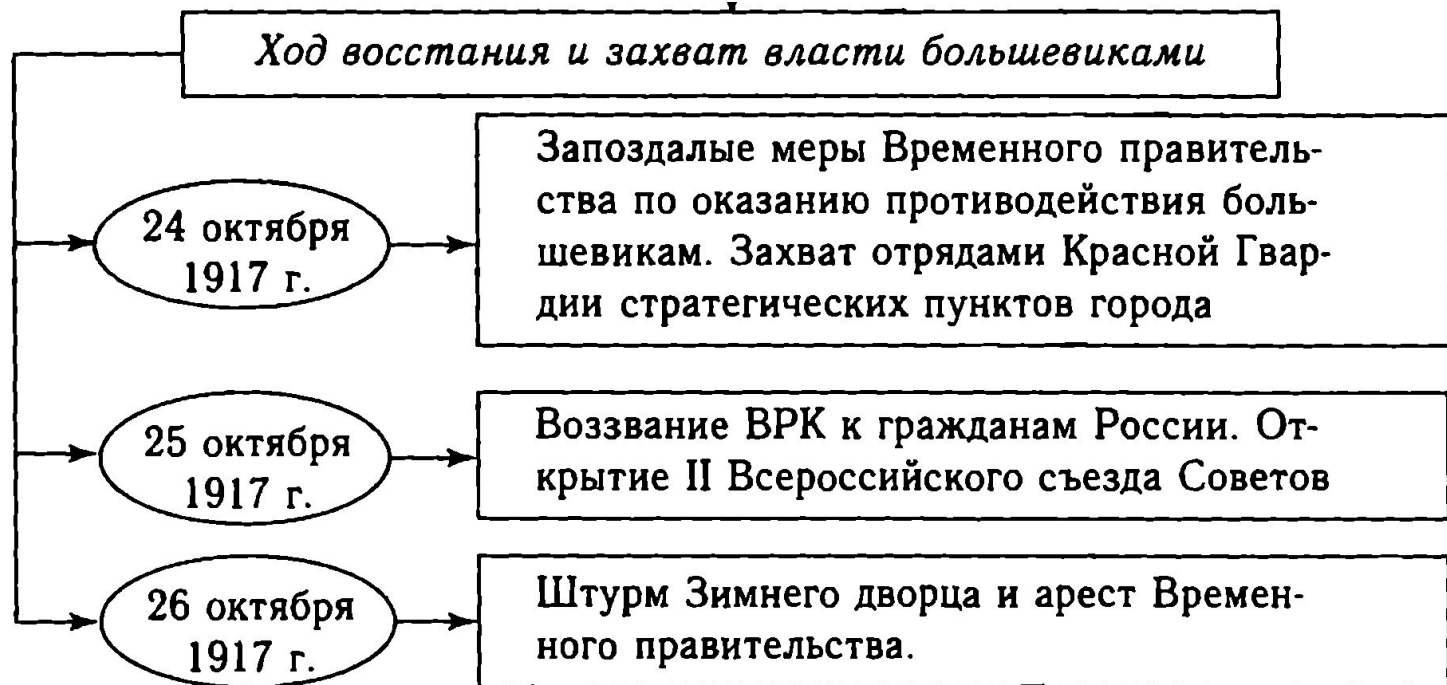 Ход восстания и захват власти большевиками
24 октября
1917 г.
Запоздалые меры Временного правитель-
ства по оказанию противодействия боль-
шевикам. Захват отрядами Красной Гвар-
дии стратегических пунктов города
25 октября
1917 г.
Воззвание ВРК к гражданам России. От-
крытие II Всероссийского съезда Советов
26 октября
1917 г.
Штурм Зимнего дворца и арест Времен-
ного правительства.